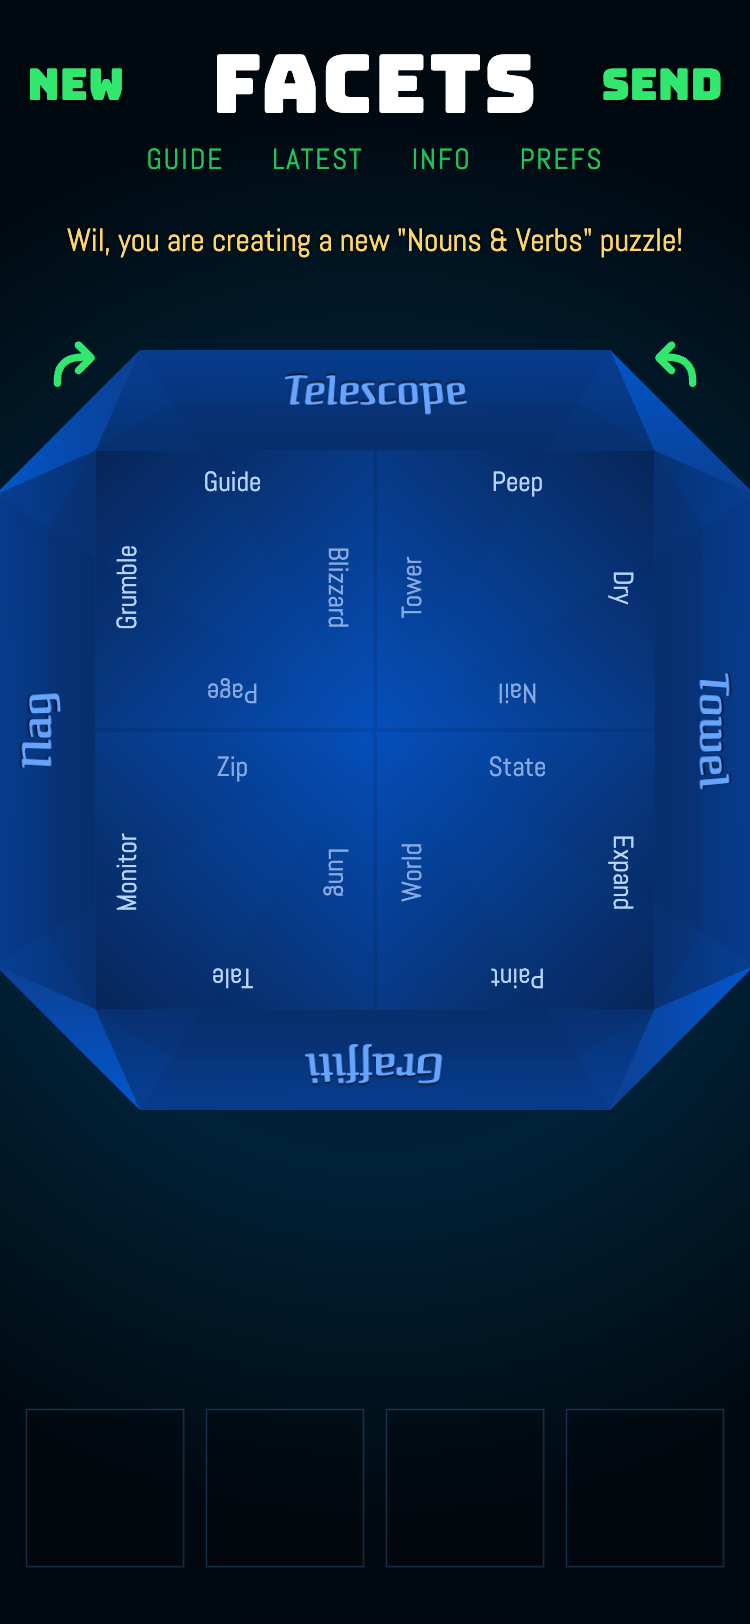 NEW FACETS SEND
GUIDE LATEST INFO PREFS
Wil, you are creating a new "Nouns & Verbs" puzzle!
Telescope
Guide
Peep
Grumble
Blizzard
Tower
Dry
Page
Nail
Nag
Towel
Zip
State
Monitor
Lung
World
Expand
Tale
Paint
Graffiti